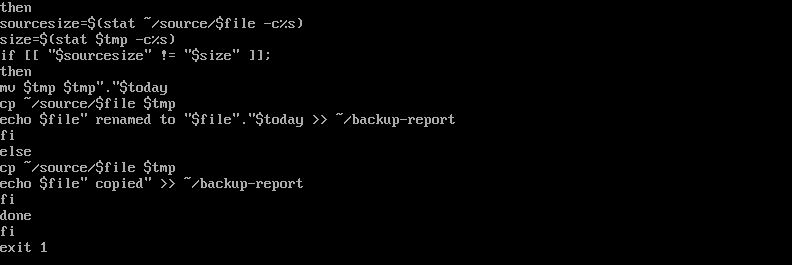 then
sourcesize=$(stat ~/source/$file -c%s)
size=$(stat $tmp -c%s)
if [[ "$sourcesize" != "$size" ]];
then
mv $tmp $tmp"."$today
cp ~/source/$file $tmp
echo $file" renamed to "$file"."$today >> ~/backup-report
fi
else
cp ~/source/$file $tmp
echo $file" copied" >> ~/backup-report
fi
done
fi
exit 1